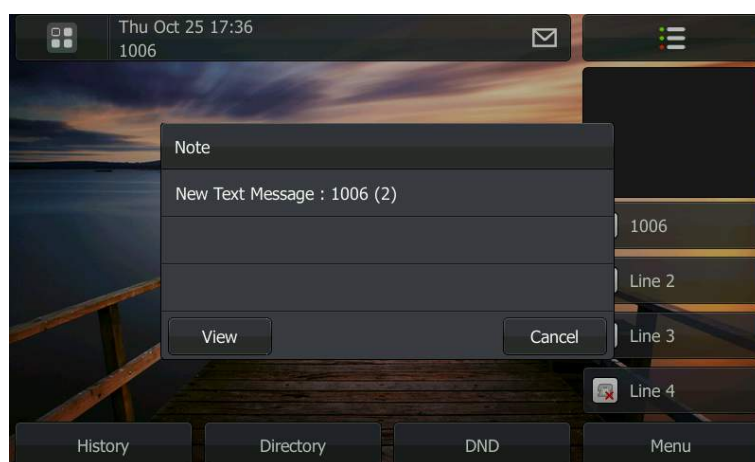 Thu Oct 25 17:36
1006
Note
New Text Message : 1006 (2)
View
Cancel
1006
Line 2
Line 3
Line 4
History
Directory
DND
Menu